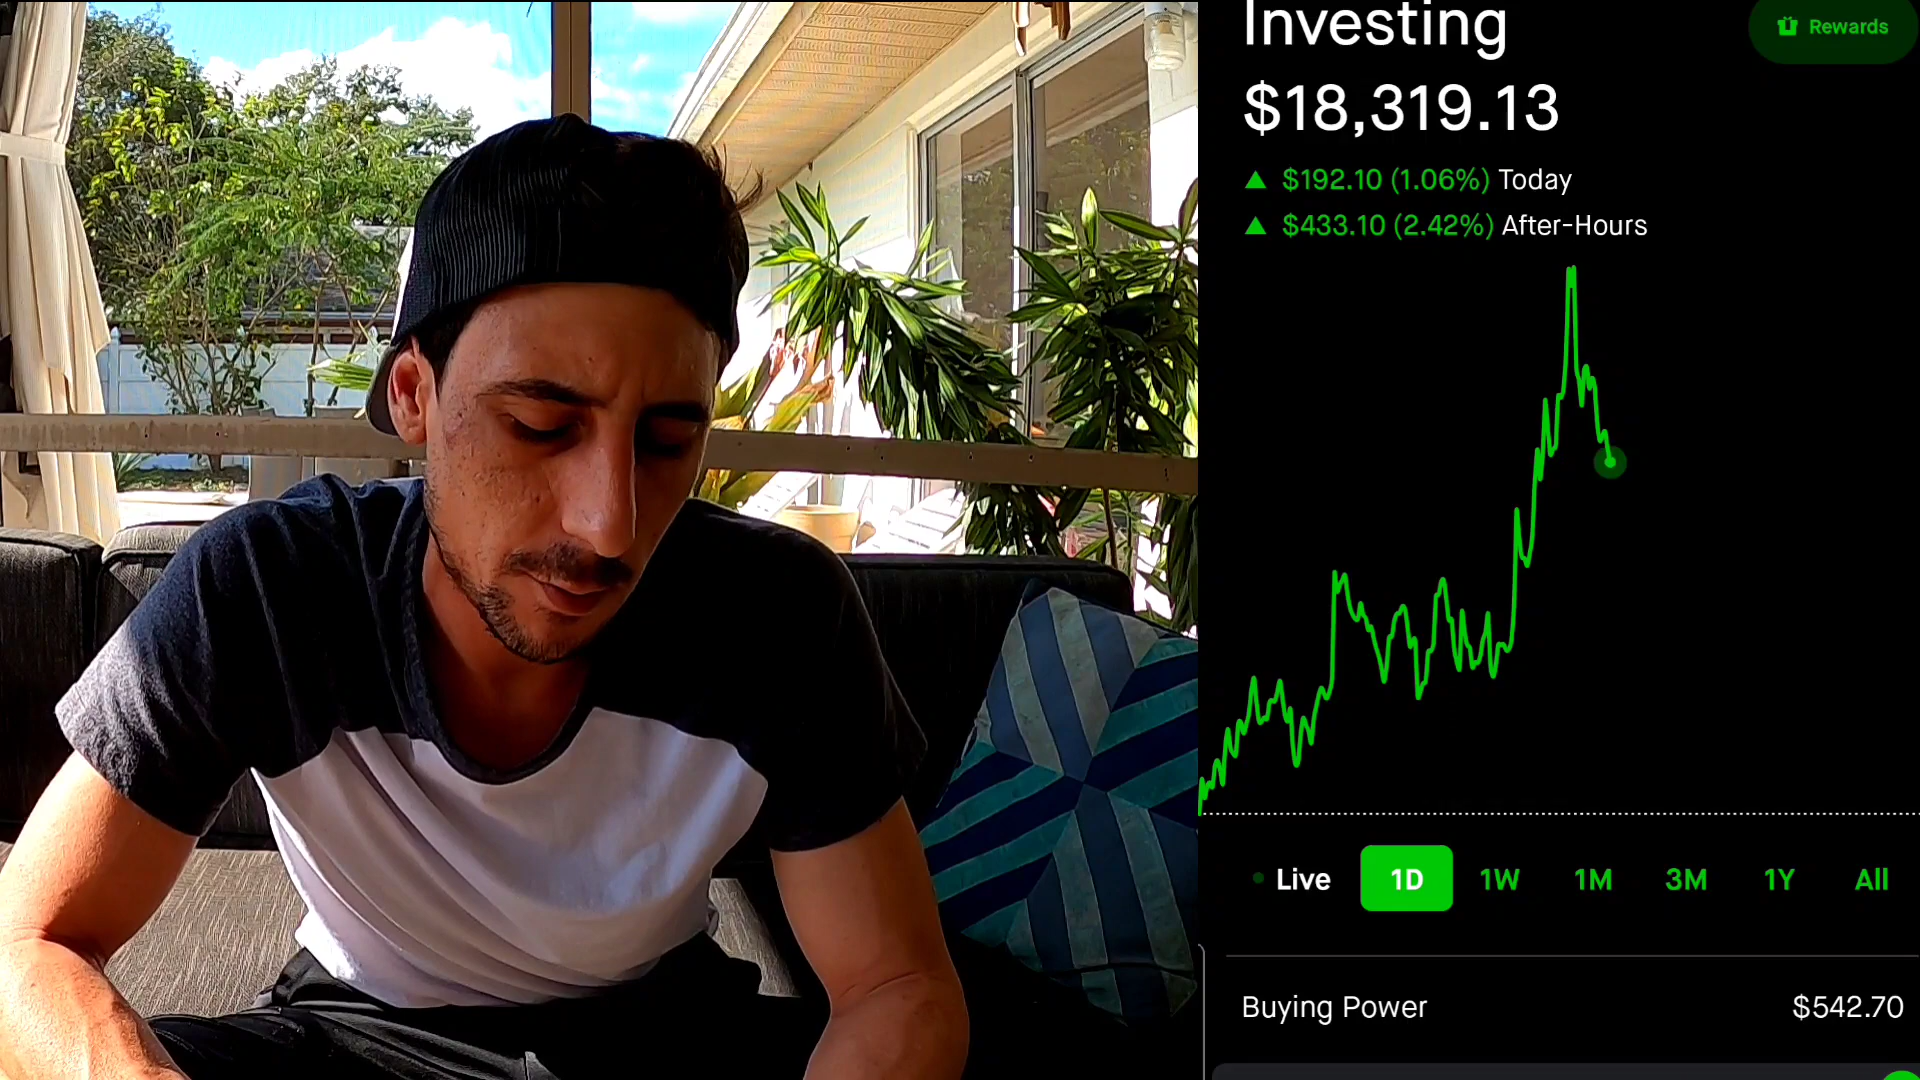 Investing
Rewards
$18,319.13
▲ $192.10 (1.06%) Today
▲ $433.10 (2.42%) After-Hours
Live 1D 1W 1M 3M 1Y All
Buying Power $542.70